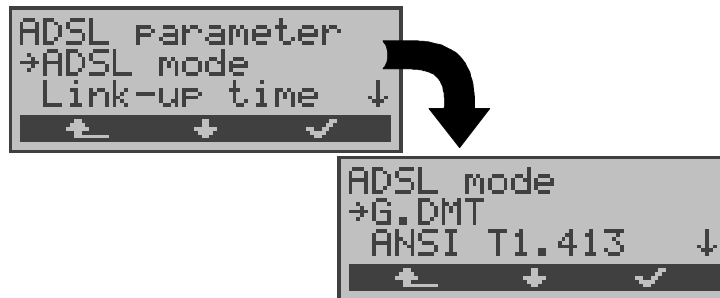 ADSL parameter
→ADSL mode
Link-up time ↓
ADSL mode
→G.DMT
ANSI T1.413 ↓